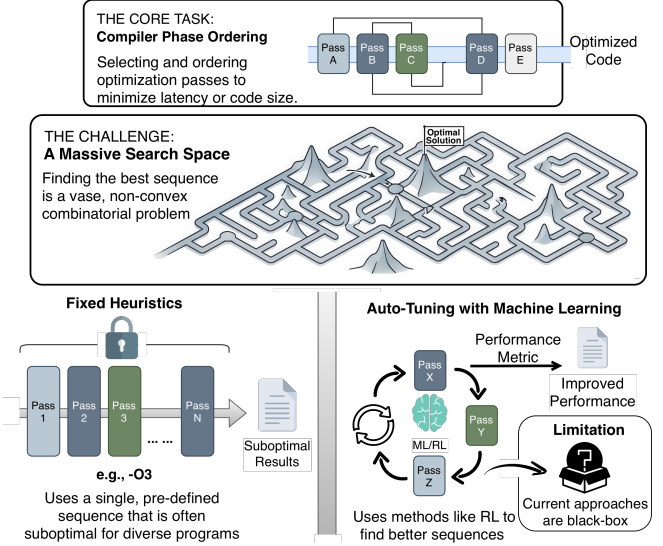 THE CORE TASK:
Compiler Phase Ordering
Selecting and ordering
optimization passes to
minimize latency or code size.
Pass
A
Pass
B
Pass
C
Pass
D
Pass
E
Optimized
Code
THE CHALLENGE:
A Massive Search Space
Finding the best sequence
is a vase, non-convex
combinatorial problem
Optimal
Solution
Fixed Heuristics
Pass
1
Pass
2
Pass
3
... ...
Pass
N
Suboptimal
Results
e.g., -O3
Uses a single, pre-defined
sequence that is often
suboptimal for diverse programs
Auto-Tuning with Machine Learning
Pass
X
Performance
Metric
Improved
Performance
ML/RL
Pass
Y
Pass
Z
Limitation
?
Current approaches
are black-box
Uses methods like RL to
find better sequences